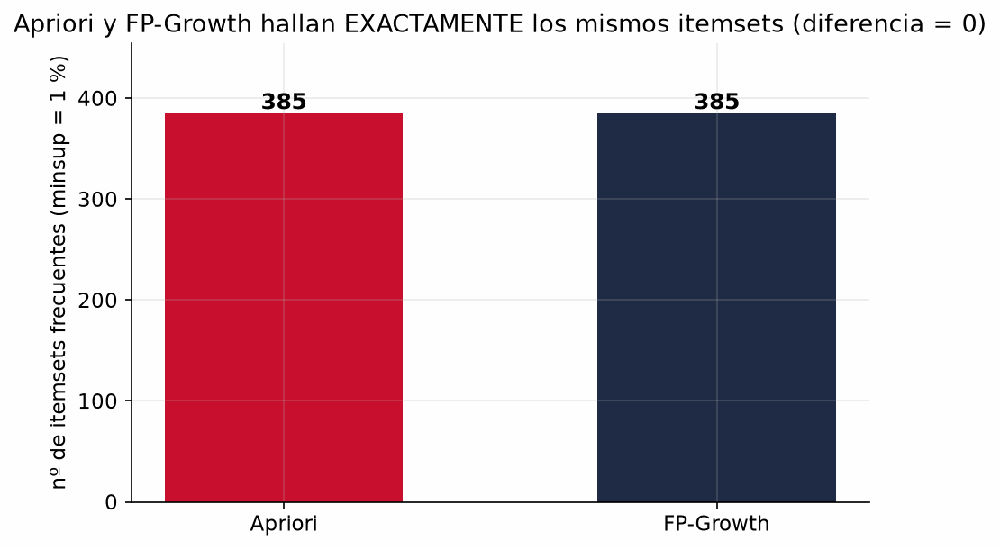 Apriori y FP-Growth hallan EXACTAMENTE los mismos itemsets (diferencia = 0)
nº de itemsets frecuentes (minsup = 1 %)
400
300
200
100
0
385
385
Apriori
FP-Growth